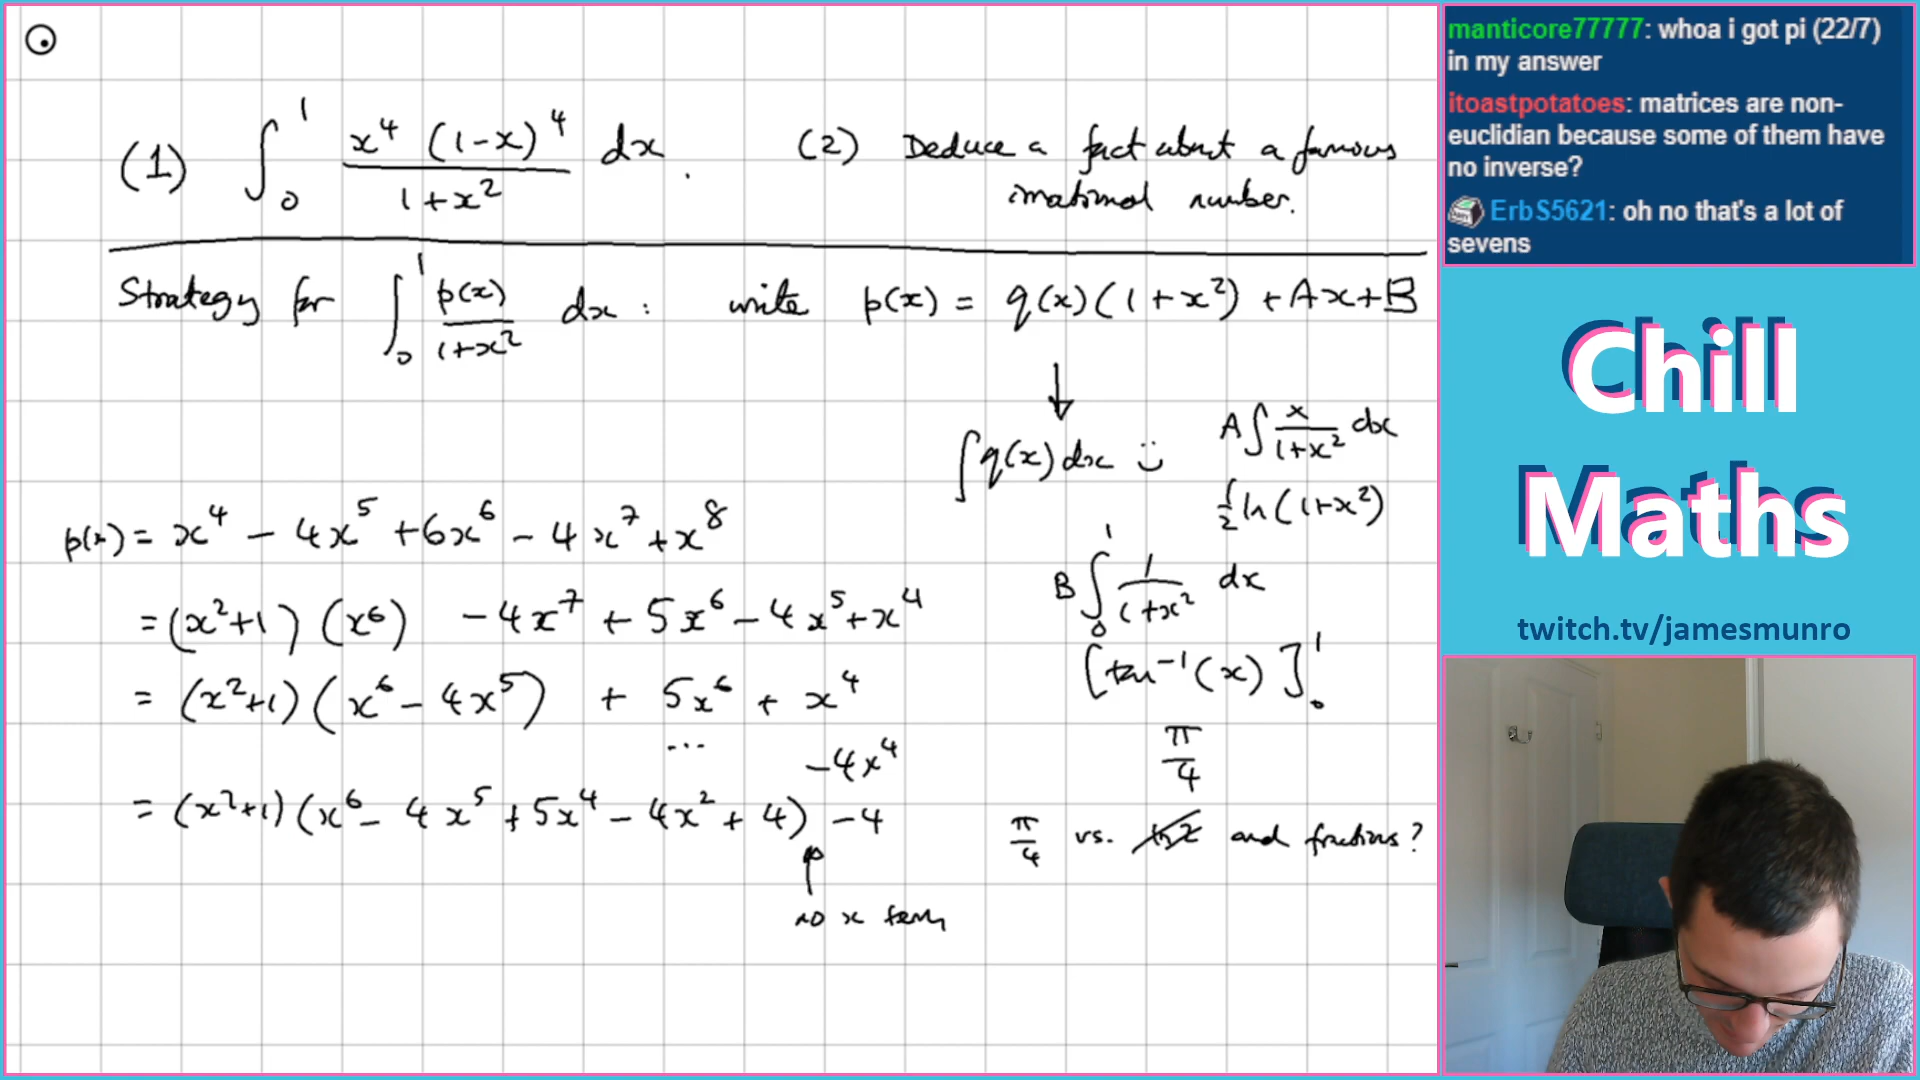 (1) ∫₀¹ x⁴ (1-x)⁴ / 1+x² dx. (2) Deduce a fact about a famous
irrational number.
Strategy for ∫₀¹ p(x) / 1+x² dx : write p(x) = q(x)(1+x²) + Ax+B
↓
∫q(x)dx :) A∫ x / 1+x² dx
½ ln(1+x²)
p(x) = x⁴ - 4x⁵ + 6x⁶ - 4x⁷ + x⁸
B∫₀¹ 1 / 1+x² dx
= (x²+1)(x⁶) - 4x⁷ + 5x⁶ - 4x⁵ + x⁴
[tan⁻¹(x)]₀¹
= (x²+1)(x⁶ - 4x⁵) + 5x⁶ + x⁴
... -4x⁴
π/4
= (x²+1)(x⁶ - 4x⁵ + 5x⁴ - 4x² + 4) - 4
π/4 vs. ln 2 and fractions?
↑
no x term
manticore77777: whoa i got pi (22/7)
in my answer
itoastpotatoes: matrices are non-
euclidian because some of them have
no inverse?
ErbS5621: oh no that's a lot of
sevens
Chill
Maths
twitch.tv/jamesmunro